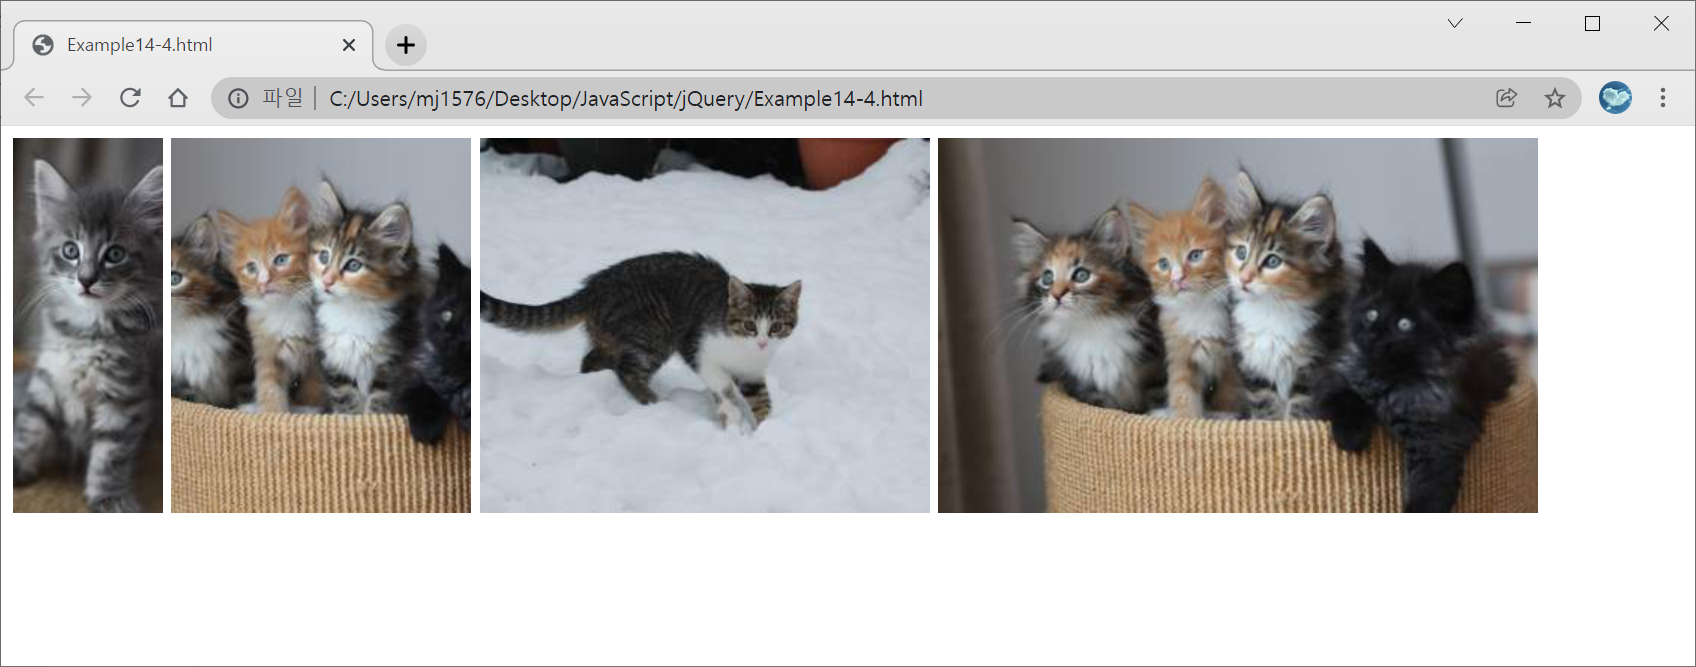 Example14-4.html
파일 | C:/Users/mj1576/Desktop/JavaScript/jQuery/Example14-4.html